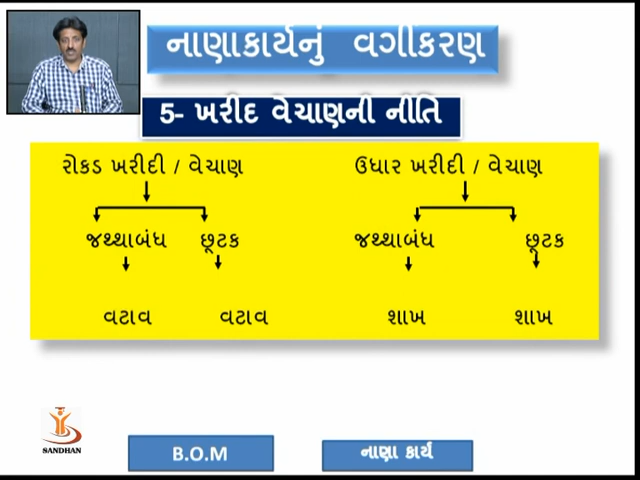 નાણાકાર્યનું વર્ગીકરણ
5- ખરીદ વેચાણની નીતિ
રોકડ ખરીદી / વેચાણ
ઉધાર ખરીદી / વેચાણ
જથ્થાબંધ છૂટક
જથ્થાબંધ છૂટક
વટાવ વટાવ
શાખ શાખ
SANDHAN
B.O.M
નાણા કાર્ય